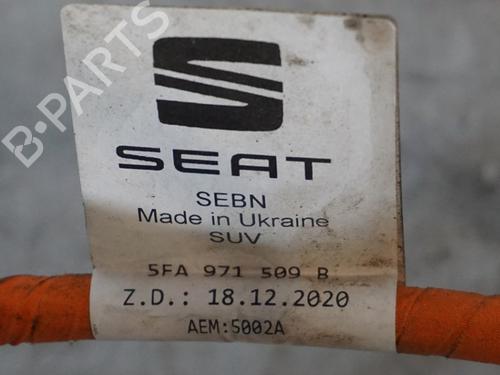 B-PARTS
SEAT
SEBN
Made in Ukraine
SUV
5FA 971 509 B
Z.D.: 18.12.2020
AEM:5002A